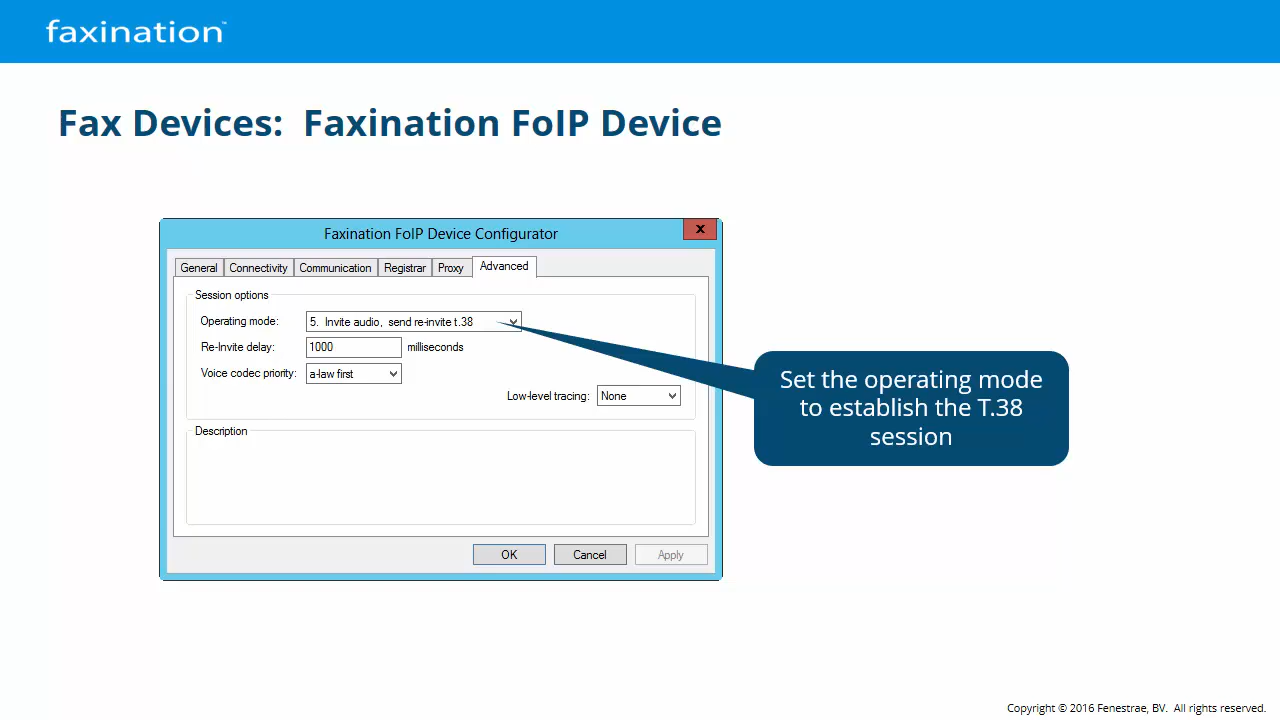 faxination™
Fax Devices:  Faxination FoIP Device
Faxination FoIP Device Configurator
x
General Connectivity Communication Registrar Proxy Advanced
Session options
Operating mode: 5.  Invite audio,  send re-invite t.38
Re-Invite delay: 1000 milliseconds
Voice codec priority: a-law first
Low-level tracing: None
Description
OK Cancel Apply
Set the operating mode
to establish the T.38
session
Copyright © 2016 Fenestrae, BV.  All rights reserved.